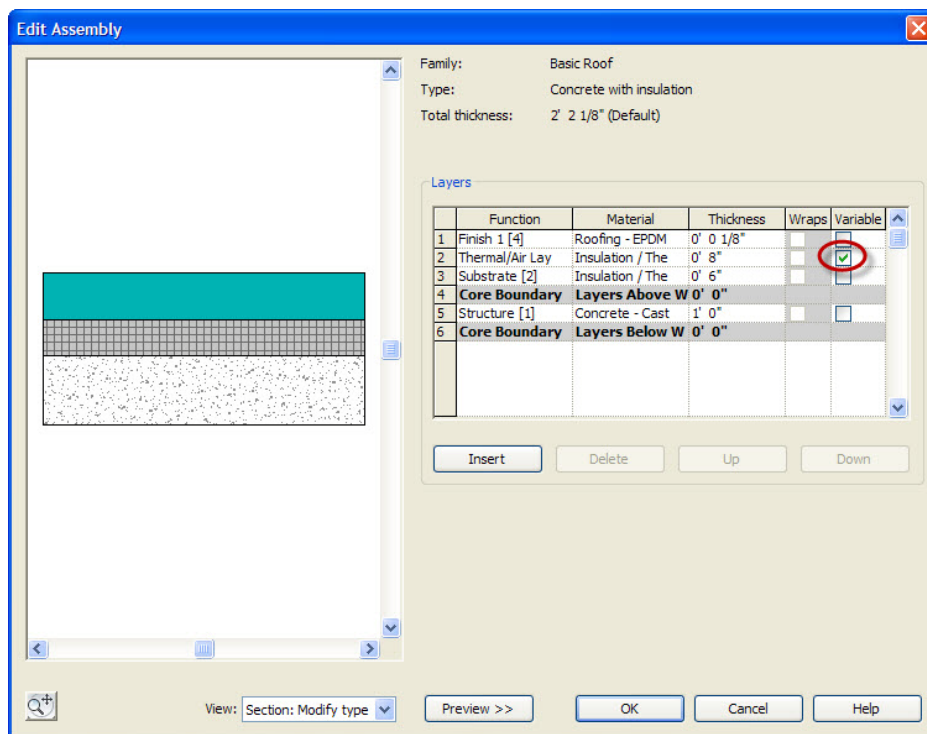 Edit Assembly
Family: Basic Roof
Type: Concrete with insulation
Total thickness: 2' 2 1/8" (Default)
Layers
Function Material Thickness Wraps Variable
1 Finish 1 [4] Roofing - EPDM 0' 0 1/8"
2 Thermal/Air Lay Insulation / The 0' 8"
3 Substrate [2] Insulation / The 0' 6"
4 Core Boundary Layers Above W 0' 0"
5 Structure [1] Concrete - Cast 1' 0"
6 Core Boundary Layers Below W 0' 0"
Insert Delete Up Down
View: Section: Modify type Preview >> OK Cancel Help